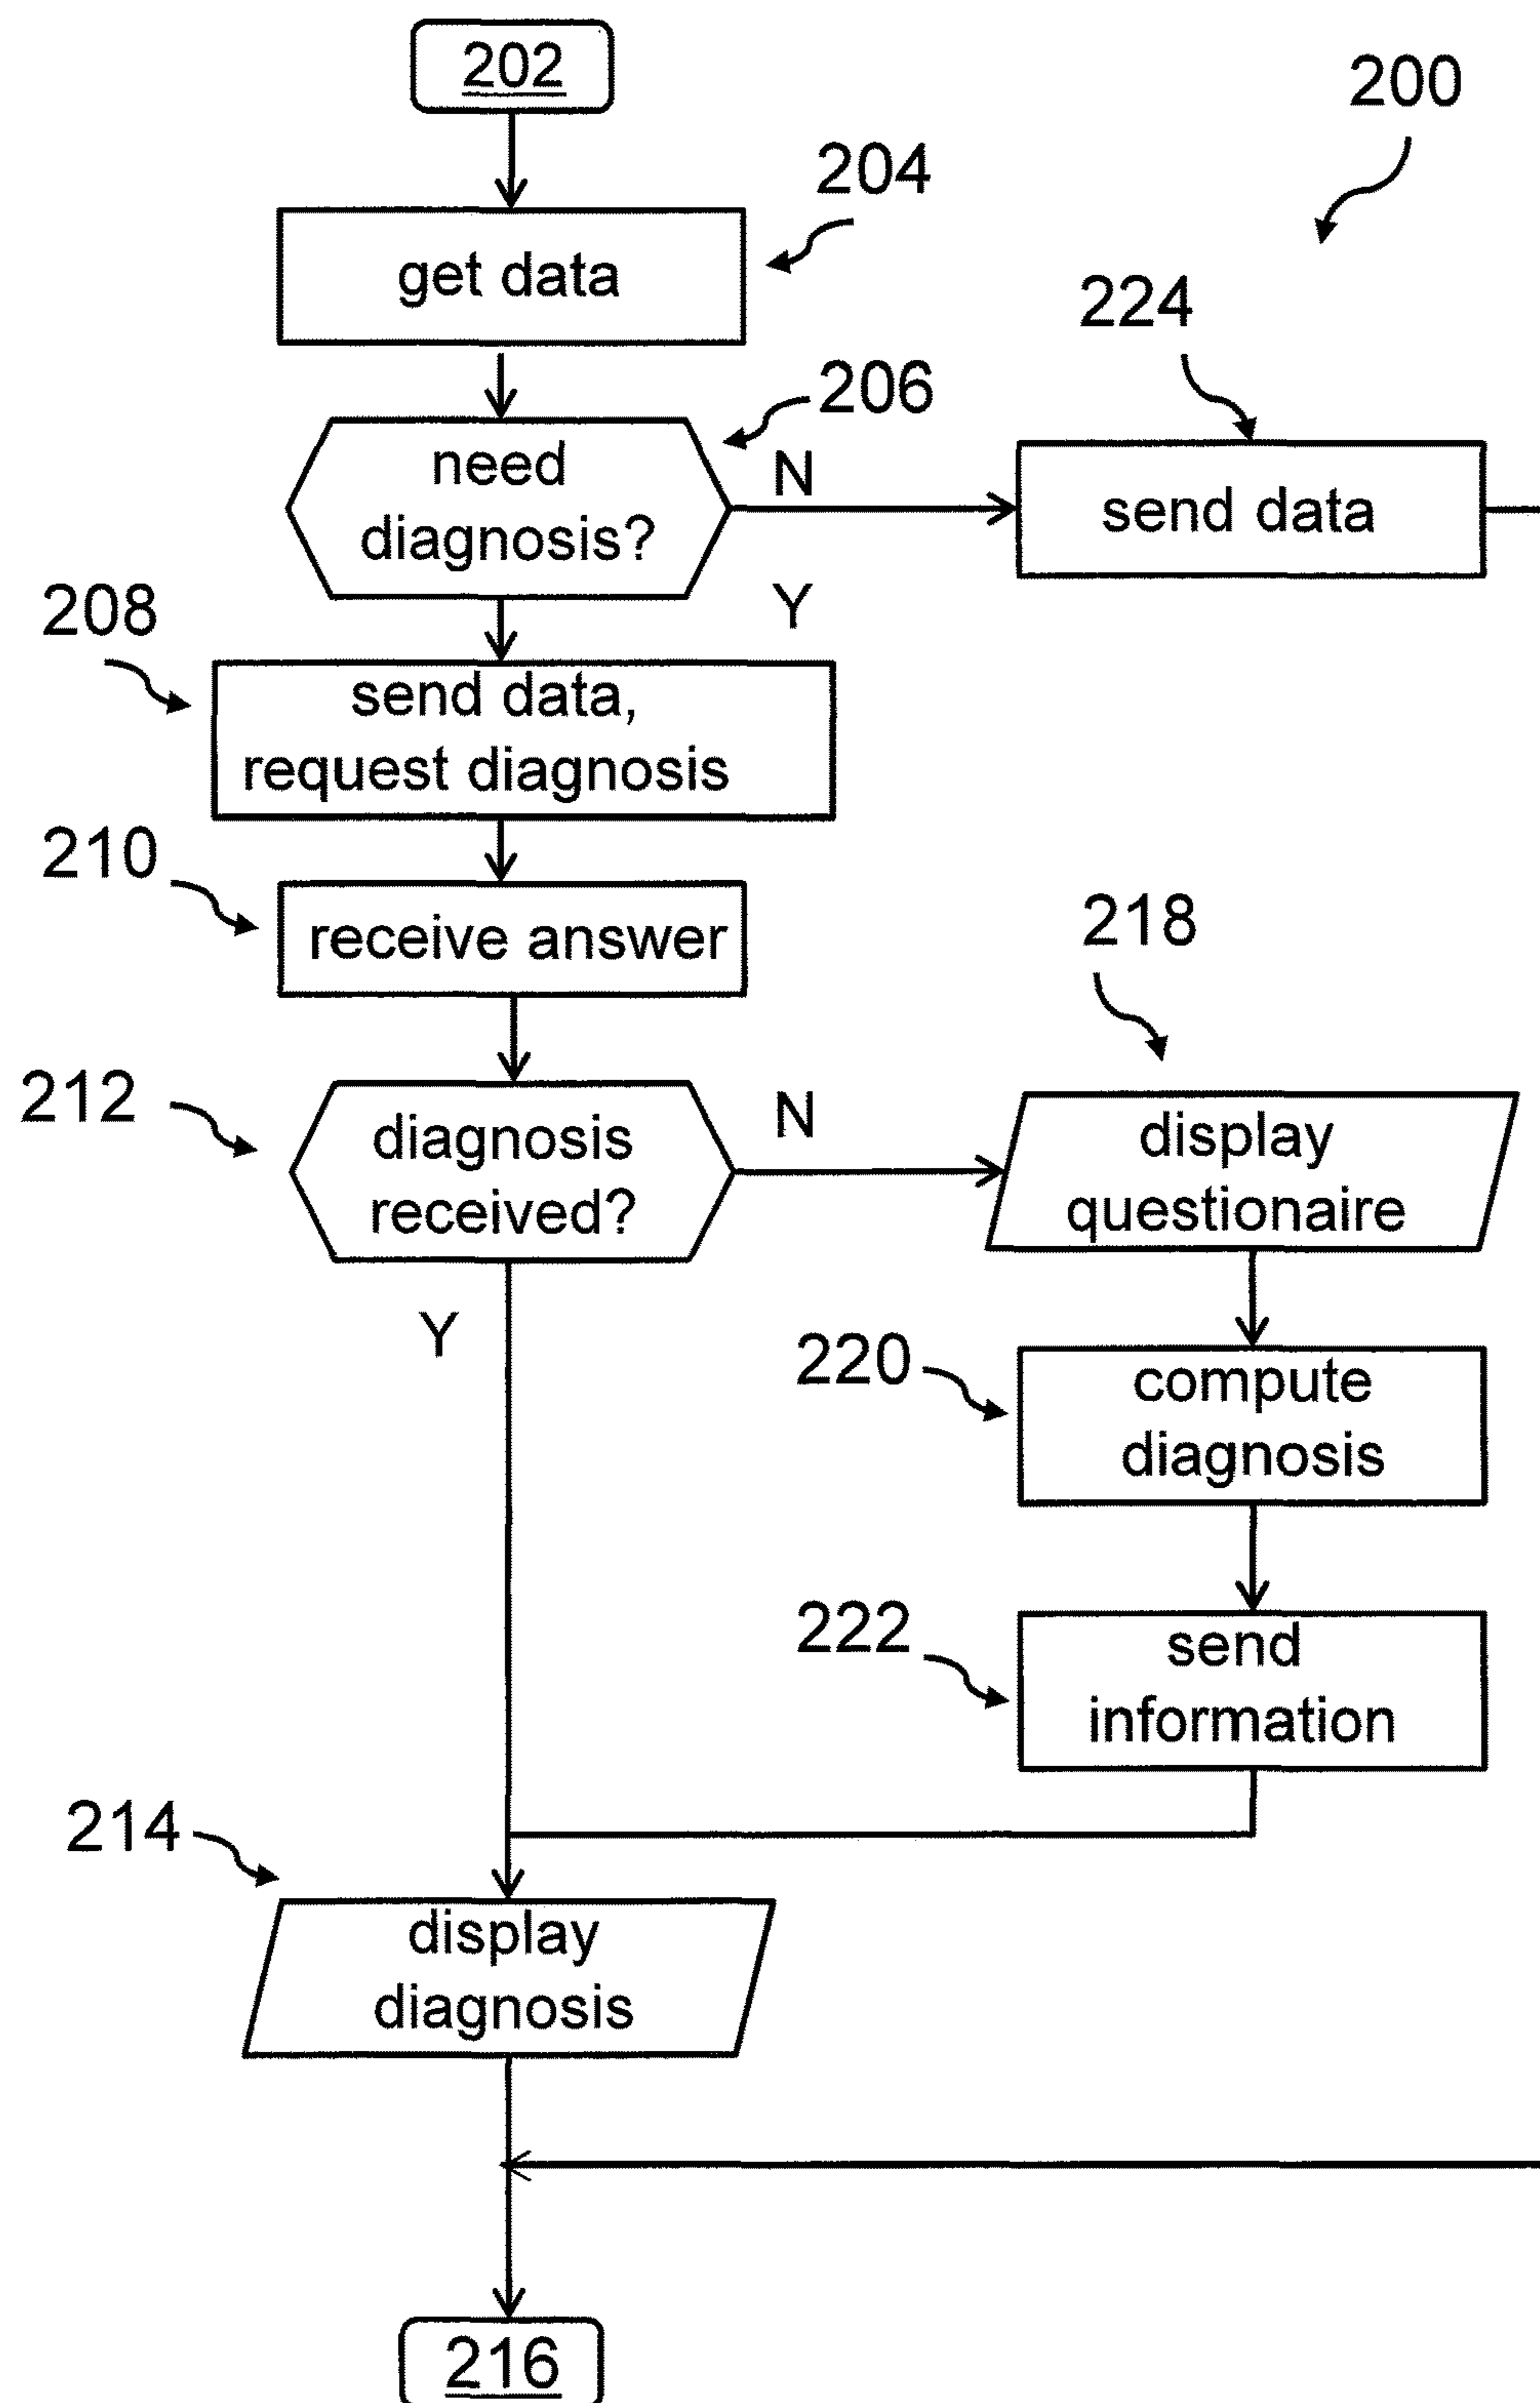 202
200
204
get data
224
206
need
diagnosis?
N
send data
Y
208
send data,
request diagnosis
210
receive answer
218
212
diagnosis
received?
N
display
questionaire
Y
220
compute
diagnosis
222
send
information
214
display
diagnosis
216